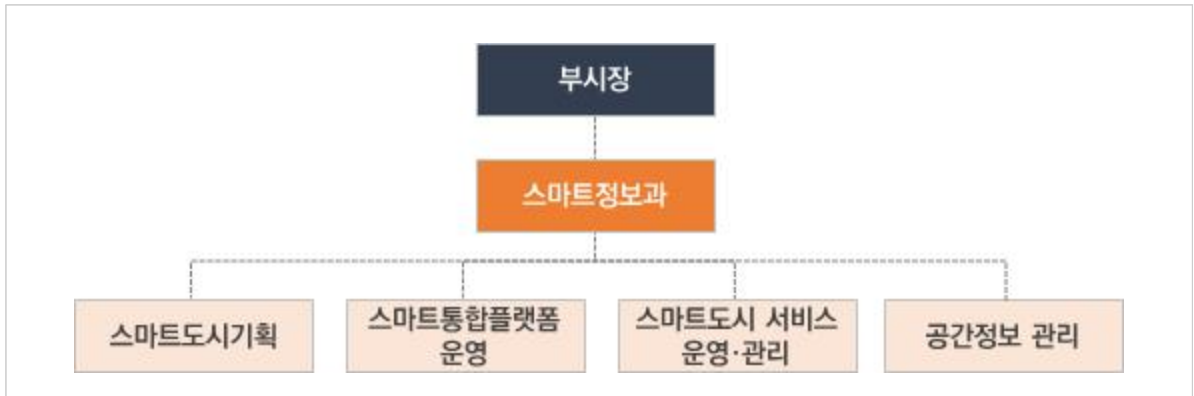 부시장
스마트정보과
스마트도시기획
스마트통합플랫폼
운영
스마트도시 서비스
운영·관리
공간정보 관리